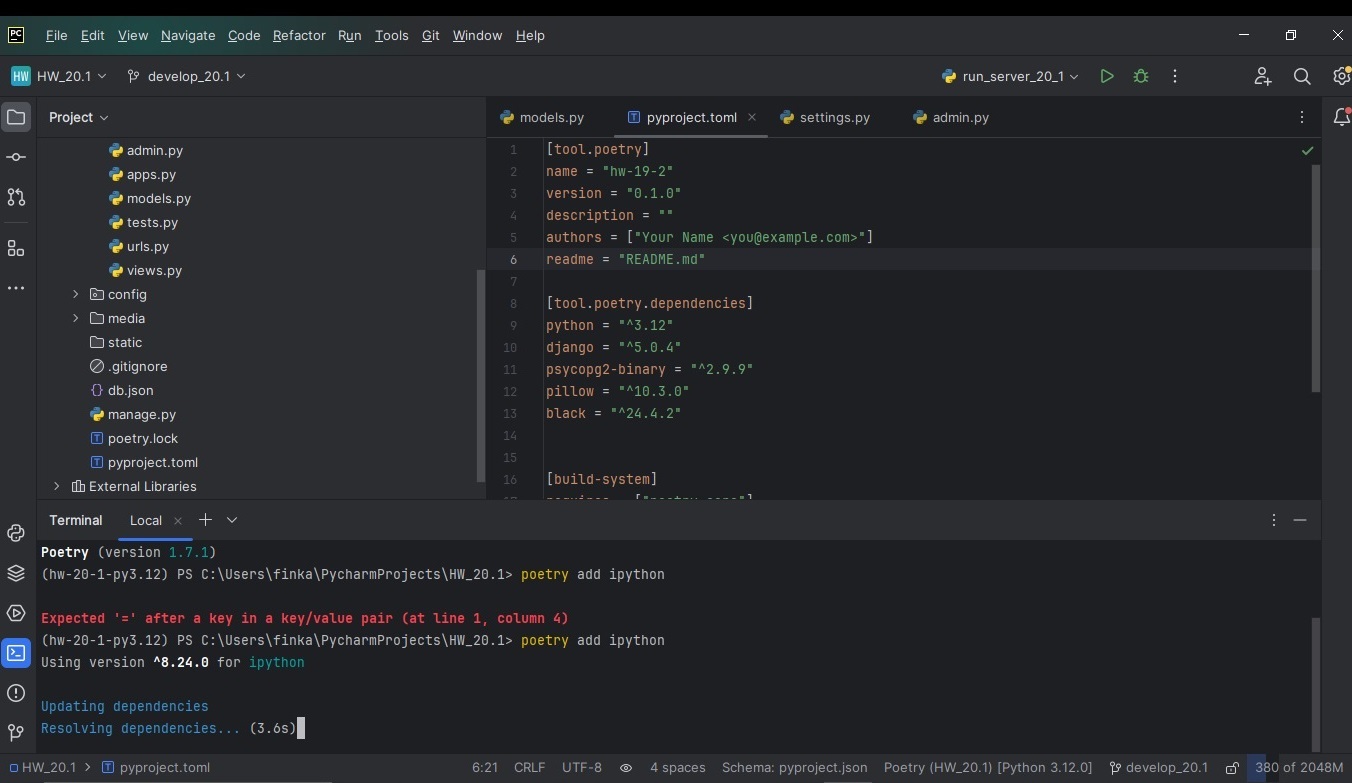 PC File Edit View Navigate Code Refactor Run Tools Git Window Help
HW HW_20.1 develop_20.1 run_server_20_1
Project models.py pyproject.toml settings.py admin.py
admin.py
apps.py
models.py
tests.py
urls.py
views.py
config
media
static
.gitignore
db.json
manage.py
poetry.lock
pyproject.toml
External Libraries
1 [tool.poetry]
2 name = "hw-19-2"
3 version = "0.1.0"
4 description = ""
5 authors = ["Your Name <you@example.com>"]
6 readme = "README.md"
7
8 [tool.poetry.dependencies]
9 python = "^3.12"
10 django = "^5.0.4"
11 psycopg2-binary = "^2.9.9"
12 pillow = "^10.3.0"
13 black = "^24.4.2"
14
15
16 [build-system]
Terminal Local
Poetry (version 1.7.1)
(hw-20-1-py3.12) PS C:\Users\finka\PycharmProjects\HW_20.1> poetry add ipython
Expected '=' after a key in a key/value pair (at line 1, column 4)
(hw-20-1-py3.12) PS C:\Users\finka\PycharmProjects\HW_20.1> poetry add ipython
Using version ^8.24.0 for ipython
Updating dependencies
Resolving dependencies... (3.6s)
HW_20.1 pyproject.toml 6:21 CRLF UTF-8 4 spaces Schema: pyproject.json Poetry (HW_20.1) [Python 3.12.0] develop_20.1 380 of 2048M